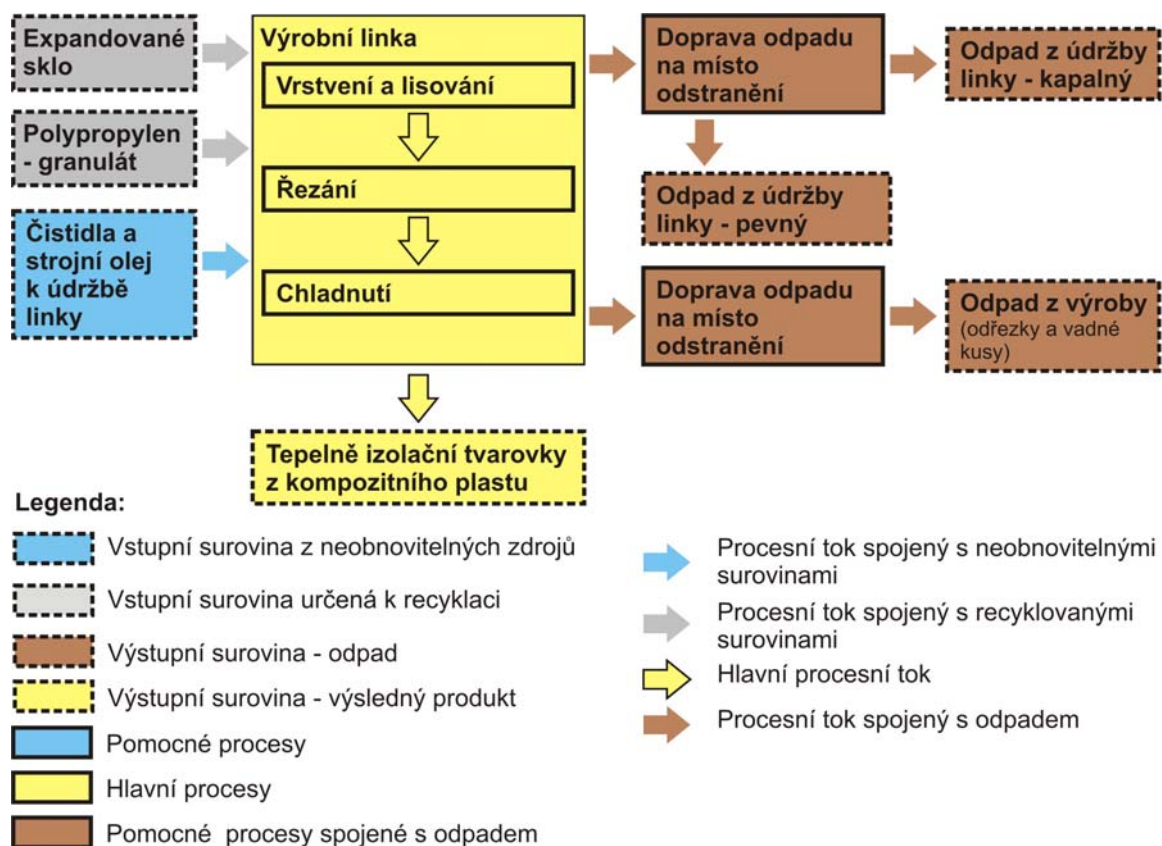 Expandované
sklo
Polypropylen
- granulát
Čistidla a
strojní olej
k údržbě
linky
Výrobní linka
Vrstvení a lisování
Řezání
Chladnutí
Tepelně izolační tvarovky
z kompozitního plastu
Doprava odpadu
na místo
odstranění
Odpad z údržby
linky - kapalný
Odpad z údržby
linky - pevný
Doprava odpadu
na místo
odstranění
Odpad z výroby
(odřezky a vadné
kusy)
Legenda:
Vstupní surovina z neobnovitelných zdrojů
Vstupní surovina určená k recyklaci
Výstupní surovina - odpad
Výstupní surovina - výsledný produkt
Pomocné procesy
Hlavní procesy
Pomocné procesy spojené s odpadem
Procesní tok spojený s neobnovitelnými
surovinami
Procesní tok spojený s recyklovanými
surovinami
Hlavní procesní tok
Procesní tok spojený s odpadem